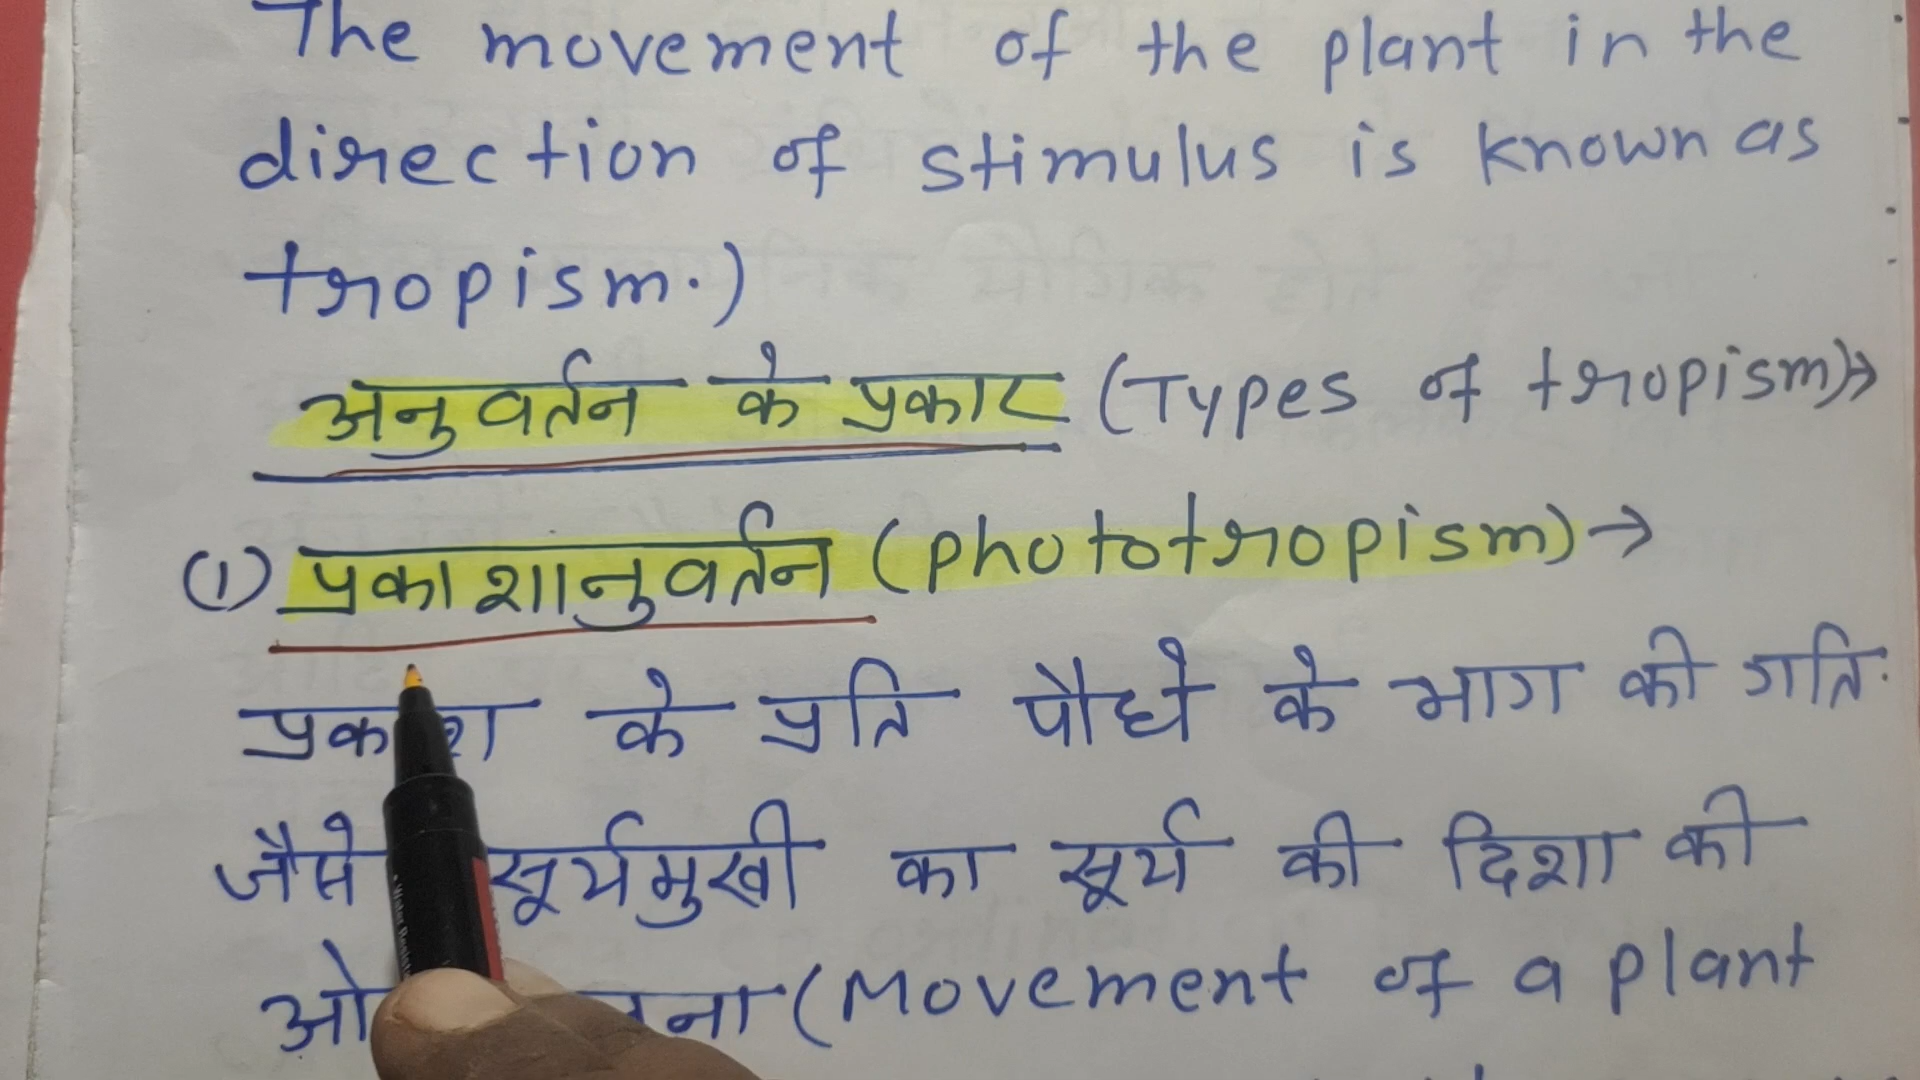 The movement of the plant in the
direction of stimulus is known as
tropism.)
अनुवर्तन के प्रकार (Types of tropism)→
(1) प्रकाशानुवर्तन (phototropism) →
प्रकाश के प्रति पौधे के भाग की गति.
जैसे सूर्यमुखी का सूर्य की दिशा की
(Movement of a plant